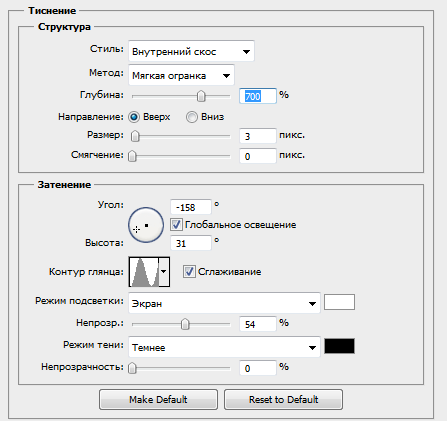 Тиснение
Структура
Стиль: Внутренний скос
Метод: Мягкая огранка
Глубина: 700 %
Направление: Вверх Вниз
Размер: 3 пикс.
Смягчение: 0 пикс.
Затенение
Угол: -158 °
Глобальное освещение
Высота: 31 °
Контур глянца: Сглаживание
Режим подсветки: Экран
Непрозр.: 54 %
Режим тени: Темнее
Непрозрачность: 0 %
Make Default Reset to Default